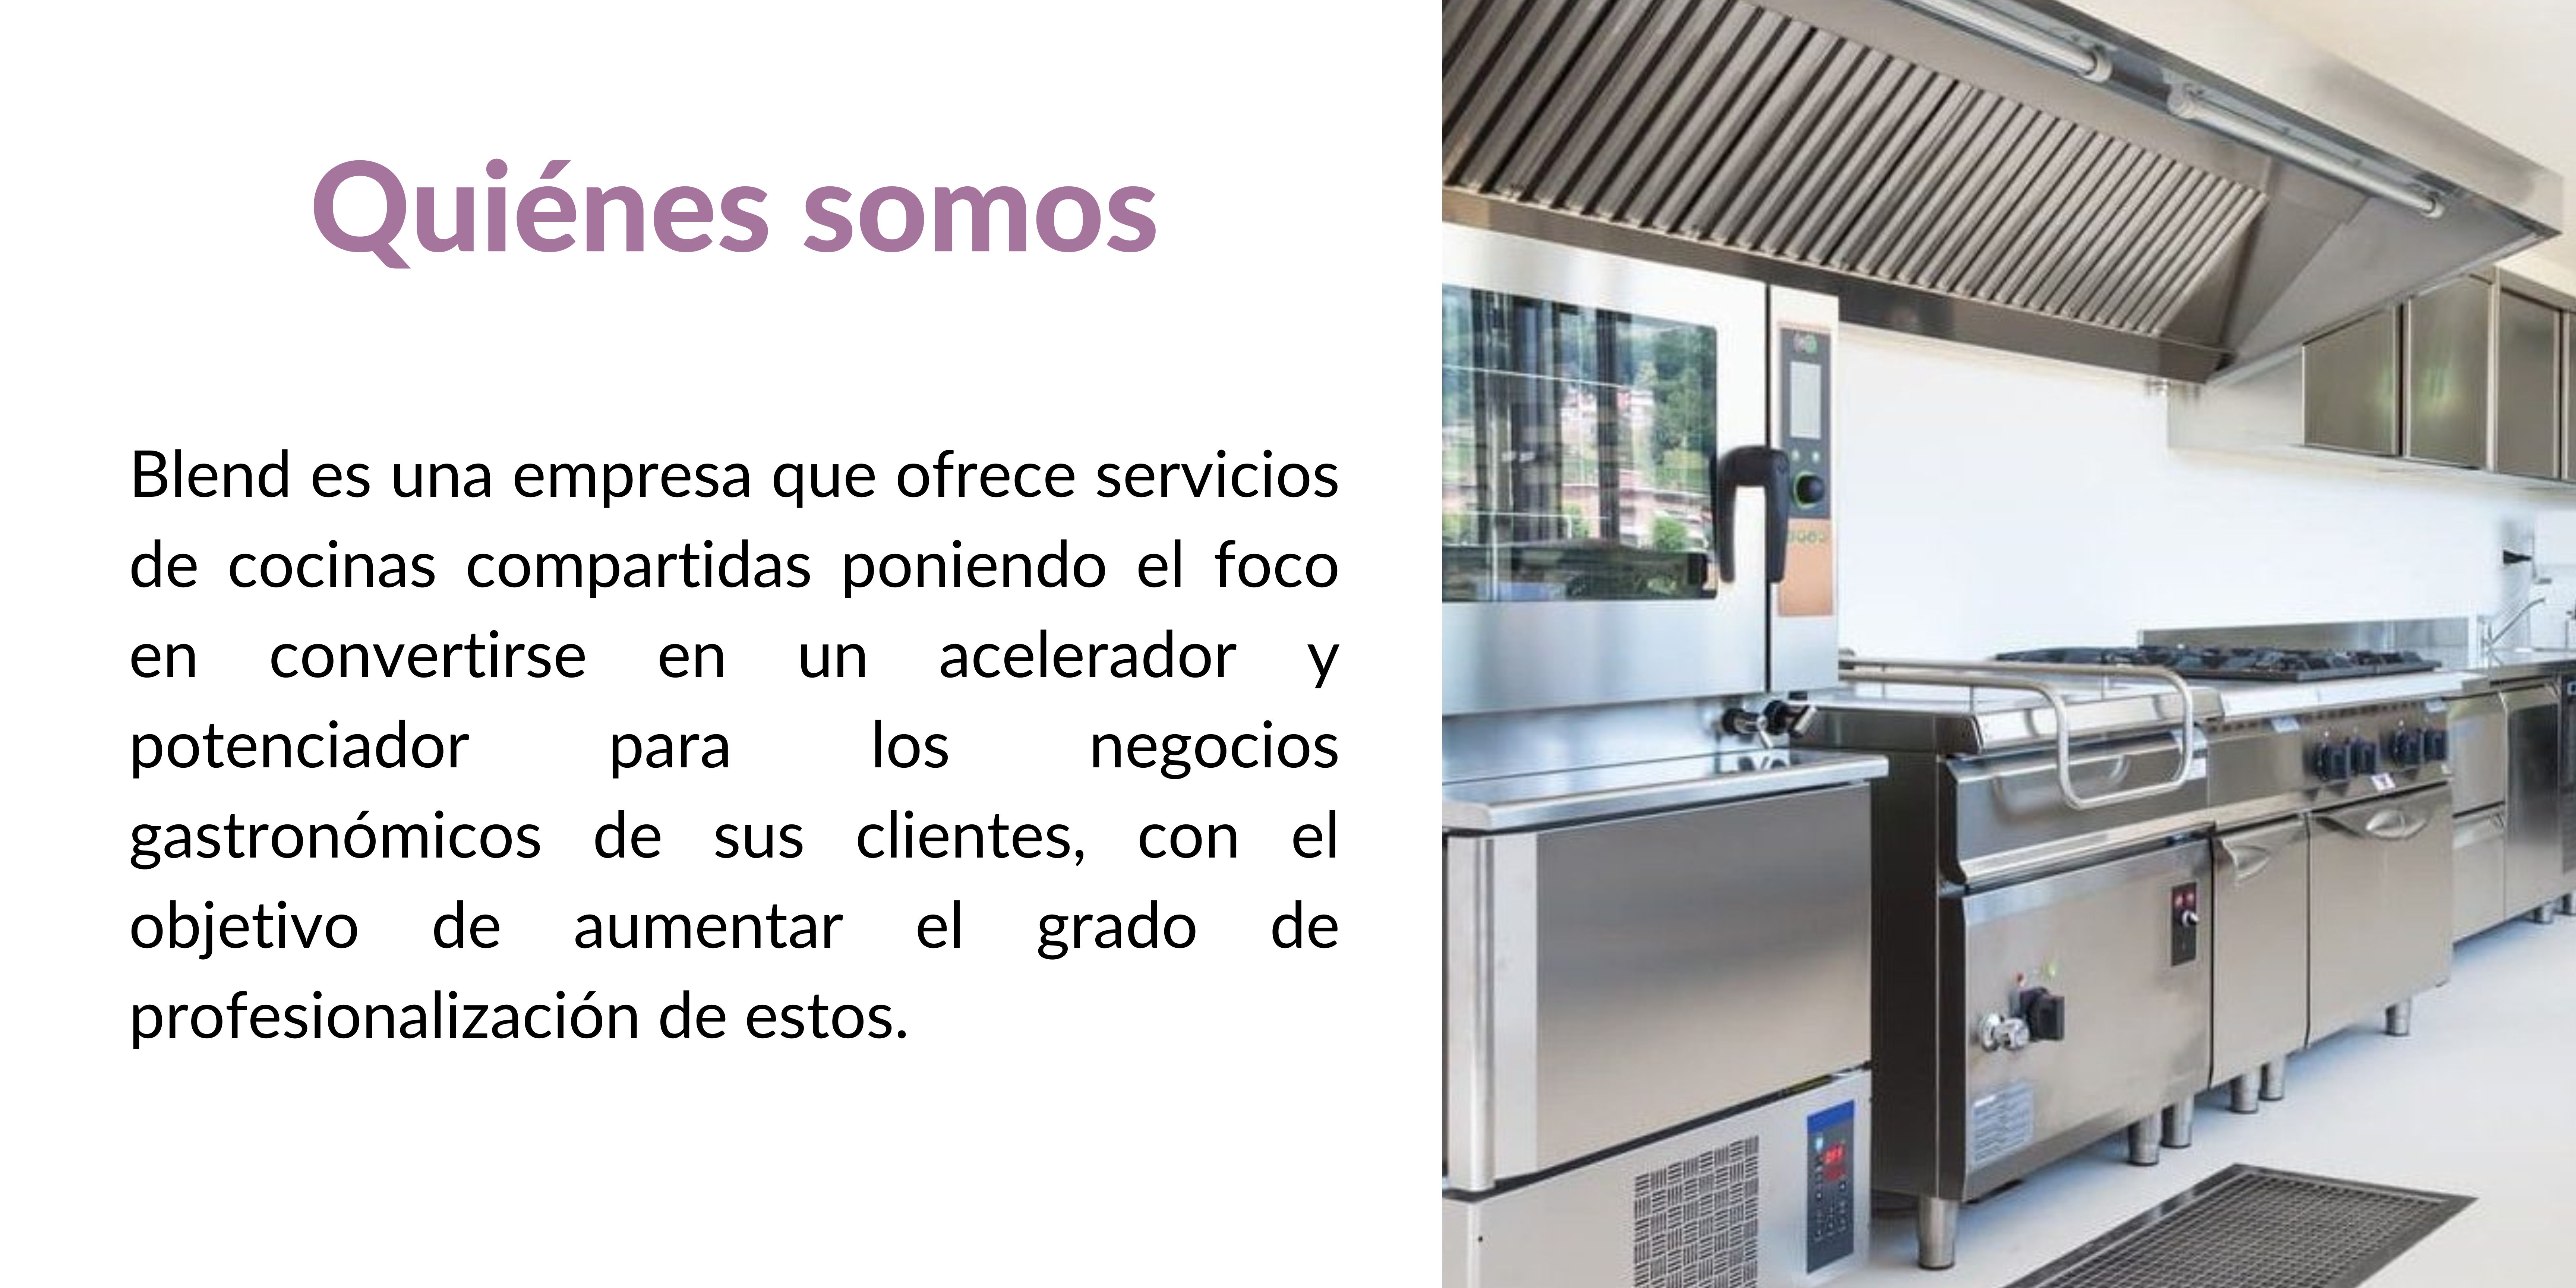 Quiénes somos
Blend es una empresa que ofrece servicios
de cocinas compartidas poniendo el foco
en convertirse en un acelerador y
potenciador para los negocios
gastronómicos de sus clientes, con el
objetivo de aumentar el grado de
profesionalización de estos.